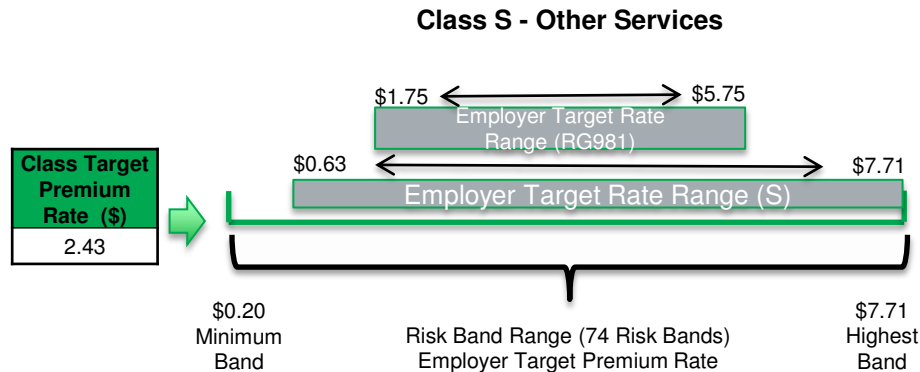 Class S - Other Services
$1.75
$5.75
Employer Target Rate
Range (RG981)
$0.63
$7.71
Employer Target Rate Range (S)
Class Target
Premium
Rate ($)
2.43
$0.20
Minimum
Band
Risk Band Range (74 Risk Bands)
Employer Target Premium Rate
$7.71
Highest
Band